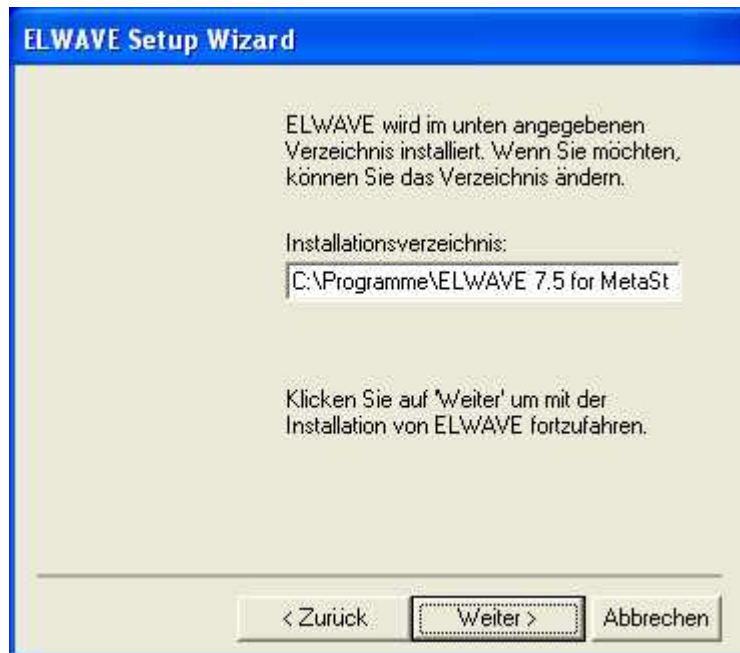 ELWAVE Setup Wizard
ELWAVE wird im unten angegebenen
Verzeichnis installiert. Wenn Sie möchten,
können Sie das Verzeichnis ändern.
Installationsverzeichnis:
C:\Programme\ELWAVE 7.5 for MetaSt
Klicken Sie auf 'Weiter' um mit der
Installation von ELWAVE fortzufahren.
< Zurück Weiter > Abbrechen